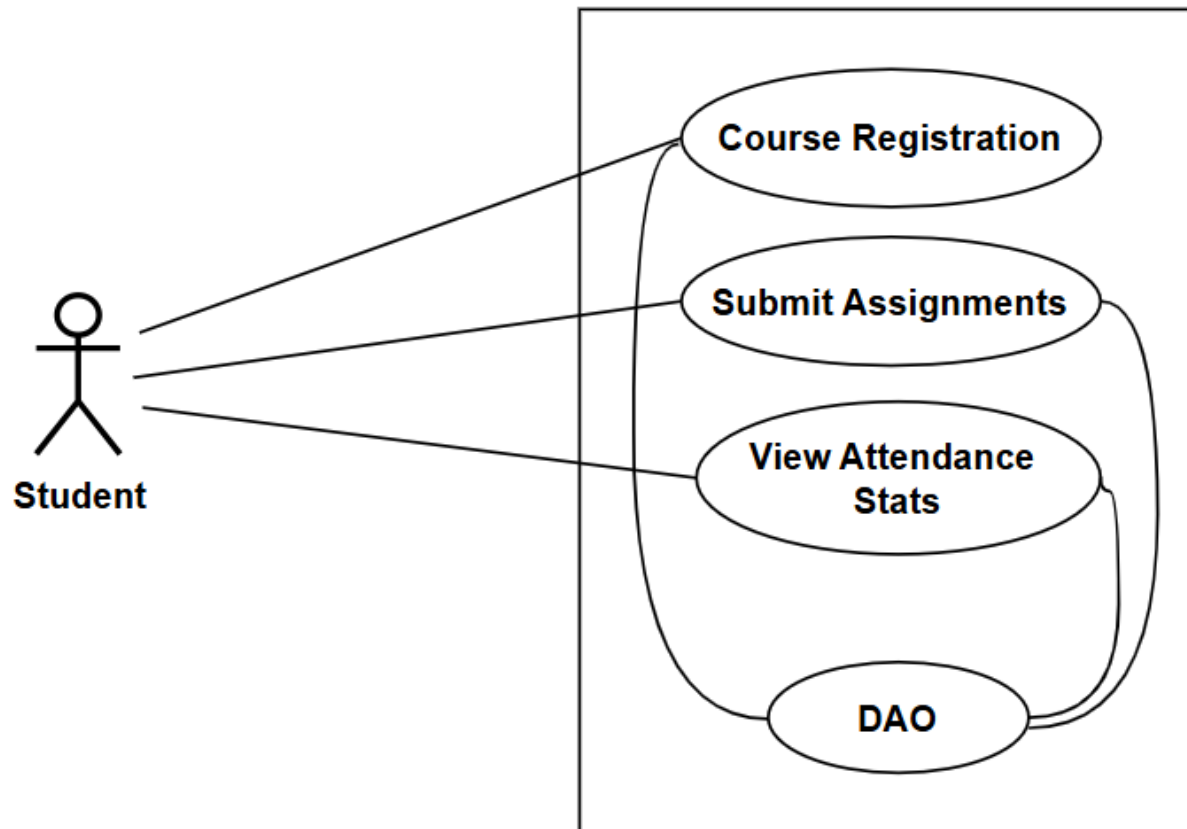 Course Registration
Submit Assignments
View Attendance
Stats
Student
DAO